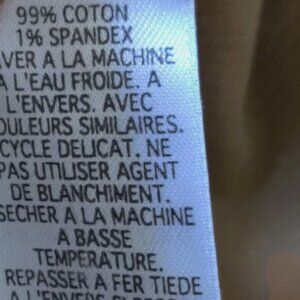 99% COTON
1% SPANDEX
VER A LA MACHINE
A L'EAU FROIDE. A
L'ENVERS. AVEC
OULEURS SIMILAIRES.
CYCLE DELICAT. NE
PAS UTILISER AGENT
DE BLANCHIMENT.
SECHER A LA MACHINE
A BASSE
TEMPERATURE.
REPASSER A FER TIEDE
A L'ENVERS